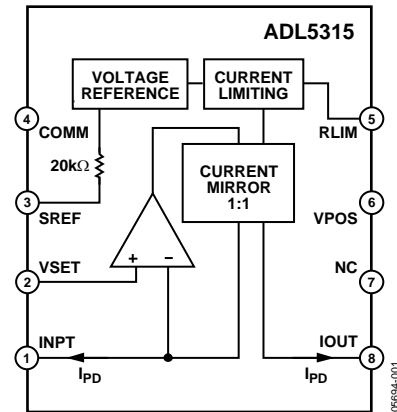 ADL5315
VOLTAGE
REFERENCE
CURRENT
LIMITING
4
COMM
5
RLIM
20kΩ
CURRENT
MIRROR
1:1
3
SREF
6
VPOS
2
VSET
+
−
7
NC
1
INPT
IPD
IOUT
8
IPD
05694-001